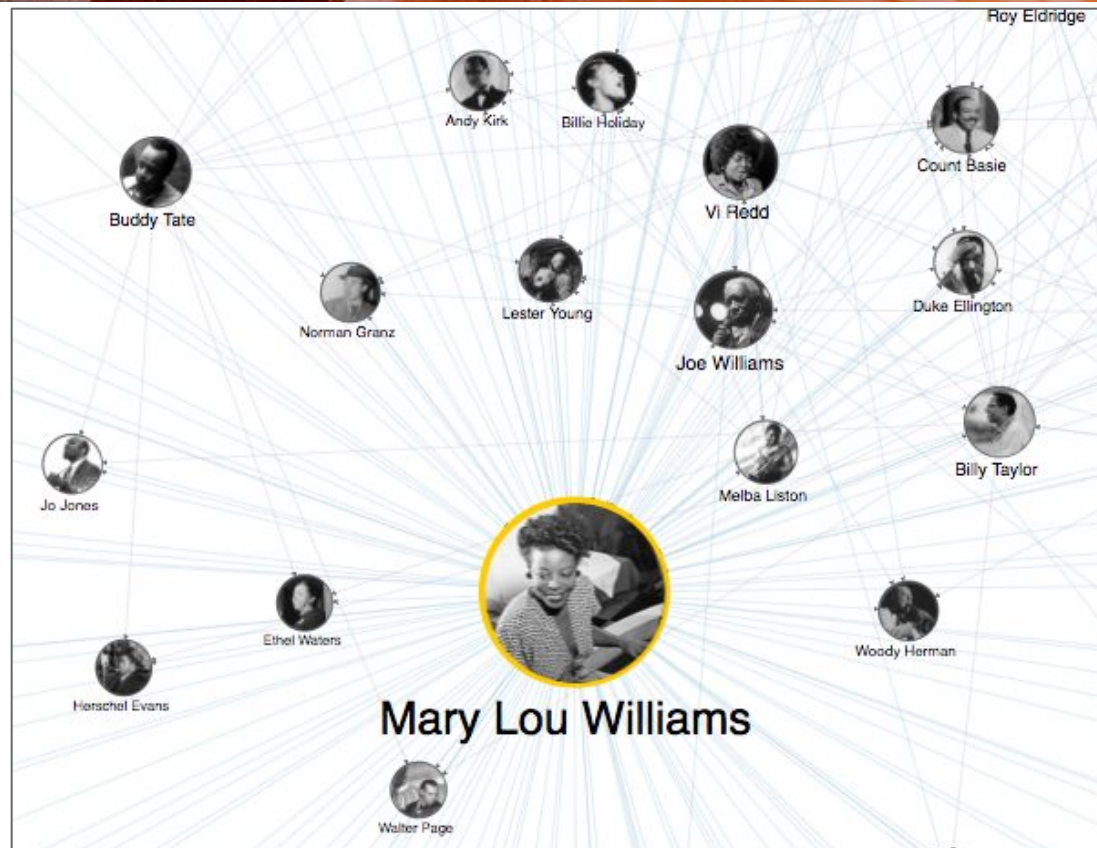 Roy Eldridge
Andy Kirk
Billie Holiday
Count Basie
Buddy Tate
Vi Redd
Lester Young
Duke Ellington
Norman Granz
Joe Williams
Billy Taylor
Melba Liston
Jo Jones
Ethel Waters
Woody Herman
Herschel Evans
Mary Lou Williams
Walter Page